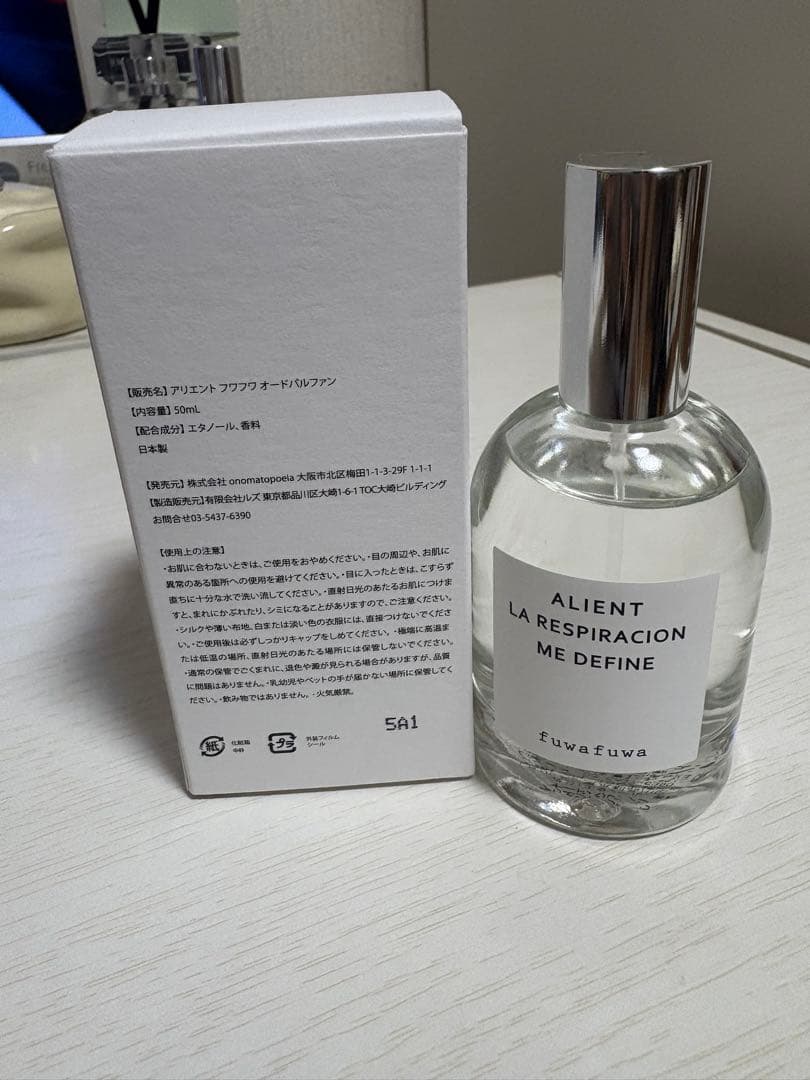 【販売名】アリエント フワフワ オードパルファン
【内容量】50mL
【配合成分】エタノール、香料
日本製
【発売元】株式会社 onomatopoeia 大阪市北区梅田1-1-3-29F 1-1-1
【製造販売元】有限会社ルズ 東京都品川区大崎1-6-1 TOC大崎ビルディング
お問合せ03-5437-6390
【使用上の注意】
・お肌に合わないときは、ご使用をおやめください。・目の周辺や、お肌に
異常のある箇所への使用を避けてください。・目に入ったときは、こすらず
直ちに十分な水で洗い流してください。・直射日光のあたるお肌につけま
すと、まれにかぶれたり、シミになることがありますので、ご注意ください。
・シルクや薄い布地、白または淡い色の衣服には、直接つけないでくださ
い。・ご使用後は必ずしっかりキャップをしめてください。・極端に高温ま
たは低温の場所、直射日光のあたる場所には保管しないでください。
・通常の保管でごくまれに、退色や澱が見られる場合がありますが、品質
に問題はありません。・乳幼児やペットの手が届かない場所に保管してく
ださい。・飲み物ではありません。・火気厳禁。
紙
化粧箱
中枠
プラ
外装フィルム
シール
5A1
ALIENT
LA RESPIRACION
ME DEFINE
fuwafuwa